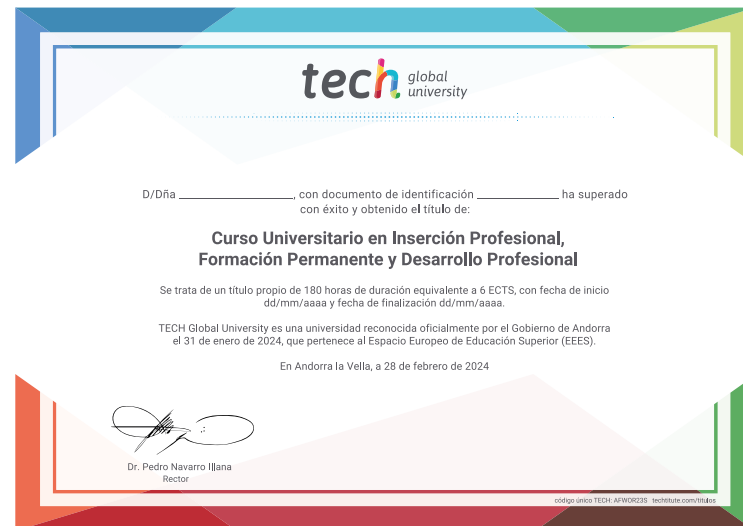 tech global university
D/Dña ____________________, con documento de identificación ______________ ha superado
con éxito y obtenido el título de:
Curso Universitario en Inserción Profesional,
Formación Permanente y Desarrollo Profesional
Se trata de un título propio de 180 horas de duración equivalente a 6 ECTS, con fecha de inicio
dd/mm/aaaa y fecha de finalización dd/mm/aaaa.
TECH Global University es una universidad reconocida oficialmente por el Gobierno de Andorra
el 31 de enero de 2024, que pertenece al Espacio Europeo de Educación Superior (EEES).
En Andorra la Vella, a 28 de febrero de 2024
Dr. Pedro Navarro Illana
Rector
código único TECH: AFWOR23S techtitute.com/titulos